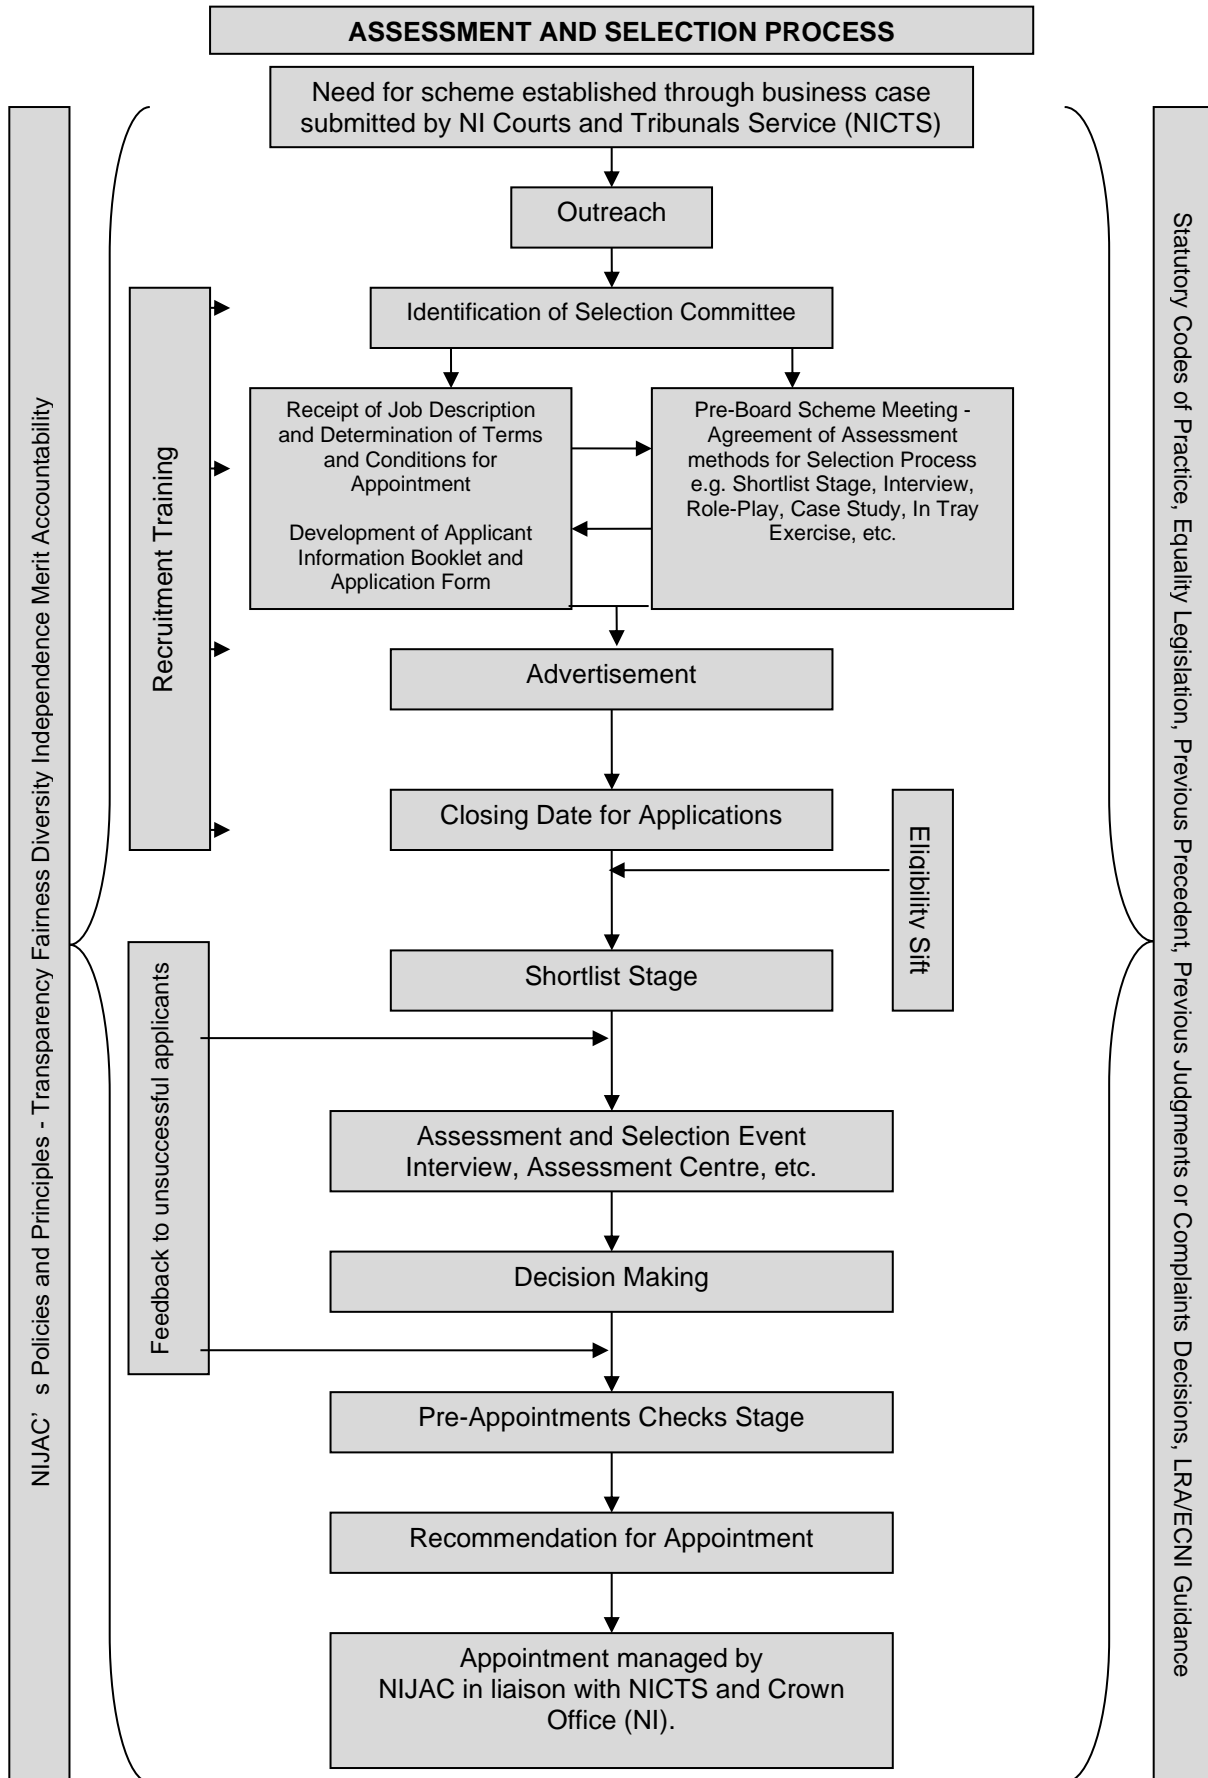 ASSESSMENT AND SELECTION PROCESS
Need for scheme established through business case
submitted by NI Courts and Tribunals Service (NICTS)
Outreach
Identification of Selection Committee
Receipt of Job Description
and Determination of Terms
and Conditions for
Appointment
Development of Applicant
Information Booklet and
Application Form
Pre-Board Scheme Meeting -
Agreement of Assessment
methods for Selection Process
e.g. Shortlist Stage, Interview,
Role-Play, Case Study, In Tray
Exercise, etc.
Recruitment Training
Advertisement
Closing Date for Applications
Eligibility Sift
Shortlist Stage
Feedback to unsuccessful applicants
Assessment and Selection Event
Interview, Assessment Centre, etc.
Decision Making
Pre-Appointments Checks Stage
Recommendation for Appointment
Appointment managed by
NIJAC in liaison with NICTS and Crown
Office (NI).
NIJAC's Policies and Principles - Transparency Fairness Diversity Independence Merit Accountability
Statutory Codes of Practice, Equality Legislation, Previous Precedent, Previous Judgments or Complaints Decisions, LRA/ECNI Guidance